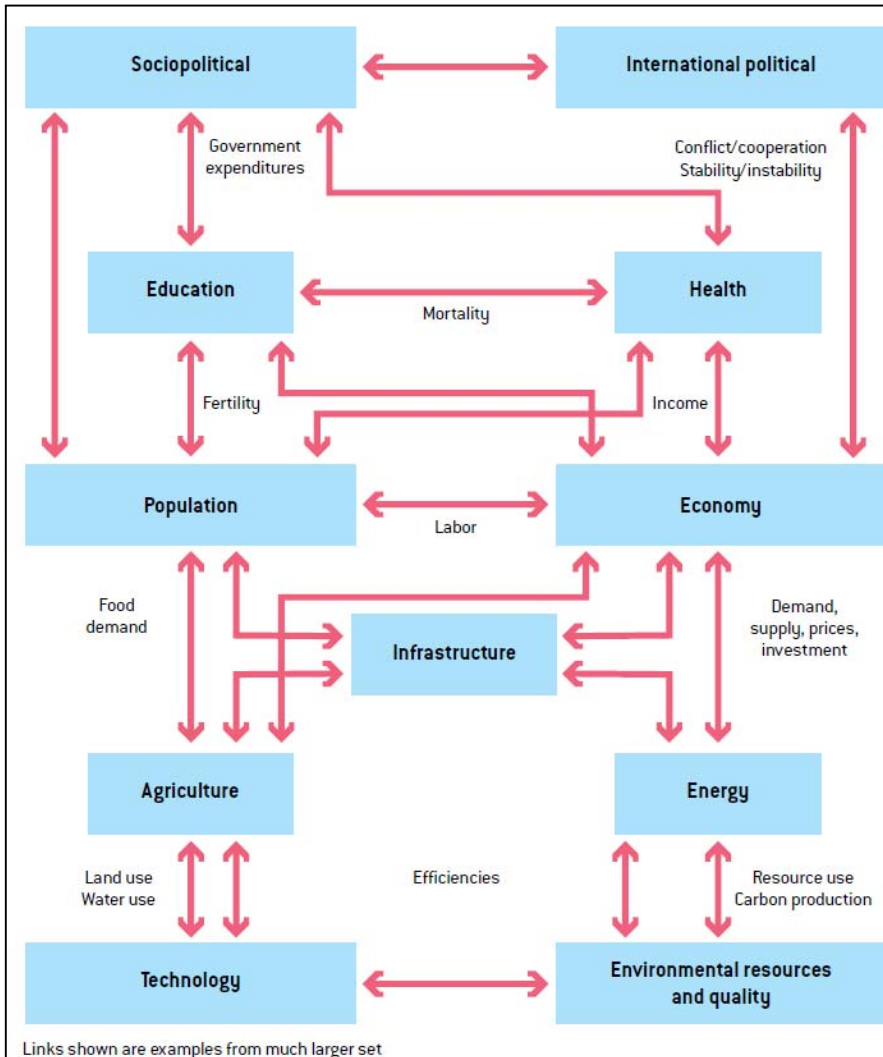 Sociopolitical
International political
Government
expenditures
Conflict/cooperation
Stability/instability
Education
Health
Mortality
Fertility
Income
Population
Economy
Labor
Food
demand
Demand,
supply, prices,
investment
Infrastructure
Agriculture
Energy
Land use
Water use
Efficiencies
Resource use
Carbon production
Technology
Environmental resources
and quality
Links shown are examples from much larger set